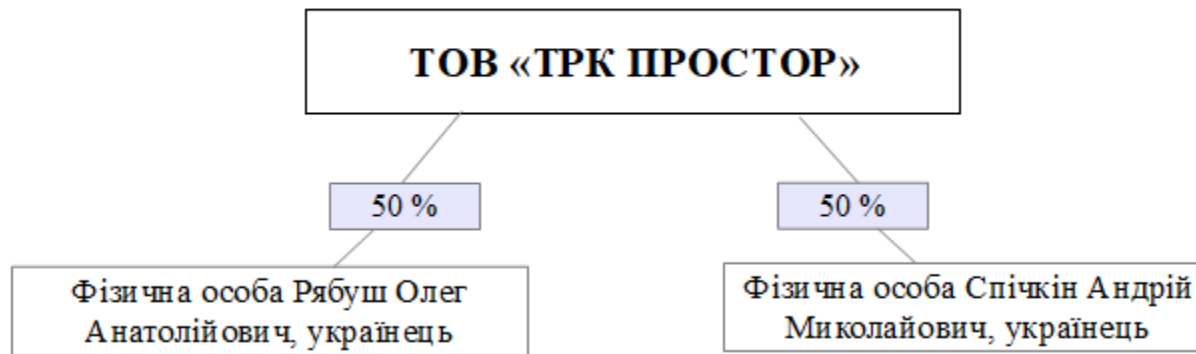 ТОВ «ТРК ПРОСТОР»
50 %
50 %
Фізична особа Рябуш Олег
Анатолійович, українець
Фізична особа Спічкін Андрій
Миколайович, українець